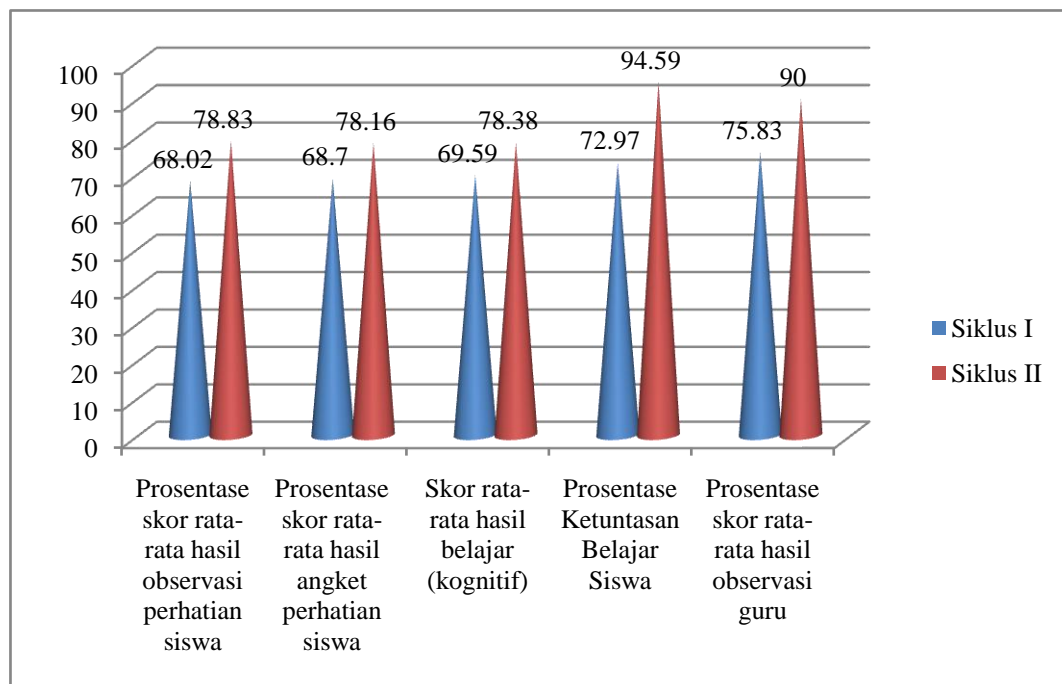 100
90
80
70
60
50
40
30
20
10
0
68.02
78.83
68.7
78.16
69.59
78.38
72.97
94.59
75.83
90
Siklus I
Siklus II
Prosentase
skor rata-
rata hasil
observasi
perhatian
siswa
Prosentase
skor rata-
rata hasil
angket
perhatian
siswa
Skor rata-
rata hasil
belajar
(kognitif)
Prosentase
Ketuntasan
Belajar
Siswa
Prosentase
skor rata-
rata hasil
observasi
guru